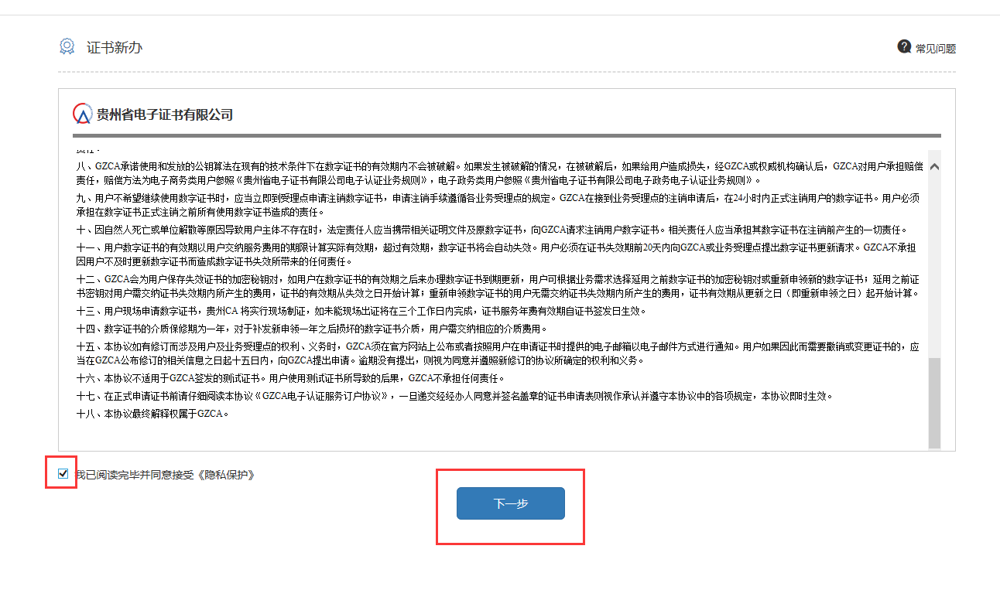 证书新办
常见问题
贵州省电子证书有限公司
责任。
八、GZCA承诺使用和发放的公钥算法在现有的技术条件下在数字证书的有效期内不会被破解。如果发生被破解的情况，在被破解后，如果给用户造成损失，经GZCA或权威机构确认后，GZCA对用户承担赔偿
责任，赔偿方法为电子商务类用户参照《贵州省电子证书有限公司电子认证业务规则》，电子政务类用户参照《贵州省电子证书有限公司电子政务电子认证业务规则》。
九、用户不希望继续使用数字证书时，应当立即到受理点申请注销数字证书，申请注销手续遵循各业务受理点的规定。GZCA在接到业务受理点的注销申请后，在24小时内正式注销用户的数字证书。用户必须
承担在数字证书正式注销之前所有使用数字证书造成的责任。
十、因自然人死亡或单位解散等原因导致用户主体不存在时，法定责任人应当携带相关证明文件及原数字证书，向GZCA请求注销用户数字证书。相关责任人应当承担其数字证书在注销前产生的一切责任。
十一、用户数字证书的有效期以用户交纳服务费用的期限计算实际有效期，超过有效期，数字证书将会自动失效。用户必须在证书失效期前20天内向GZCA或业务受理点提出数字证书更新请求。GZCA不承担
因用户不及时更新数字证书而造成数字证书失效所带来的任何责任。
十二、GZCA会为用户保存失效证书的加密秘钥对，如用户在数字证书的有效期之后来办理数字证书到期更新，用户可根据业务需求选择延用之前数字证书的加密秘钥对或重新申领新的数字证书；延用之前证
书密钥对用户需交纳证书失效期内所产生的费用，证书的有效期从失效之日开始计算；重新申领数字证书的用户无需交纳证书失效期内所产生的费用，证书有效期从更新之日（即重新申领之日）起开始计算。
十三、用户现场申请数字证书，贵州CA 将实行现场制证，如未能现场出证将在三个工作日内完成，证书服务年费有效期自证书签发日生效。
十四、数字证书的介质保修期为一年，对于补发新申领一年之后损坏的数字证书介质，用户需交纳相应的介质费用。
十五、本协议如有修订而涉及用户及业务受理点的权利、义务时，GZCA须在官方网站上公布或者按照用户在申请证书时提供的电子邮箱以电子邮件方式进行通知。用户如果因此而需要撤销或变更证书的，应
当在GZCA公布修订的相关信息之日起十五日内，向GZCA提出申请。逾期没有提出，则视为同意并遵照新修订的协议所确定的权利和义务。
十六、本协议不适用于GZCA签发的测试证书。用户使用测试证书所导致的后果，GZCA不承担任何责任。
十七、在正式申请证书前请仔细阅读本协议《GZCA电子认证服务订户协议》，一旦递交经经办人同意并签名盖章的证书申请表则视作承认并遵守本协议中的各项规定，本协议即时生效。
十八、本协议最终解释权属于GZCA。
我已阅读完毕并同意接受《隐私保护》
下一步